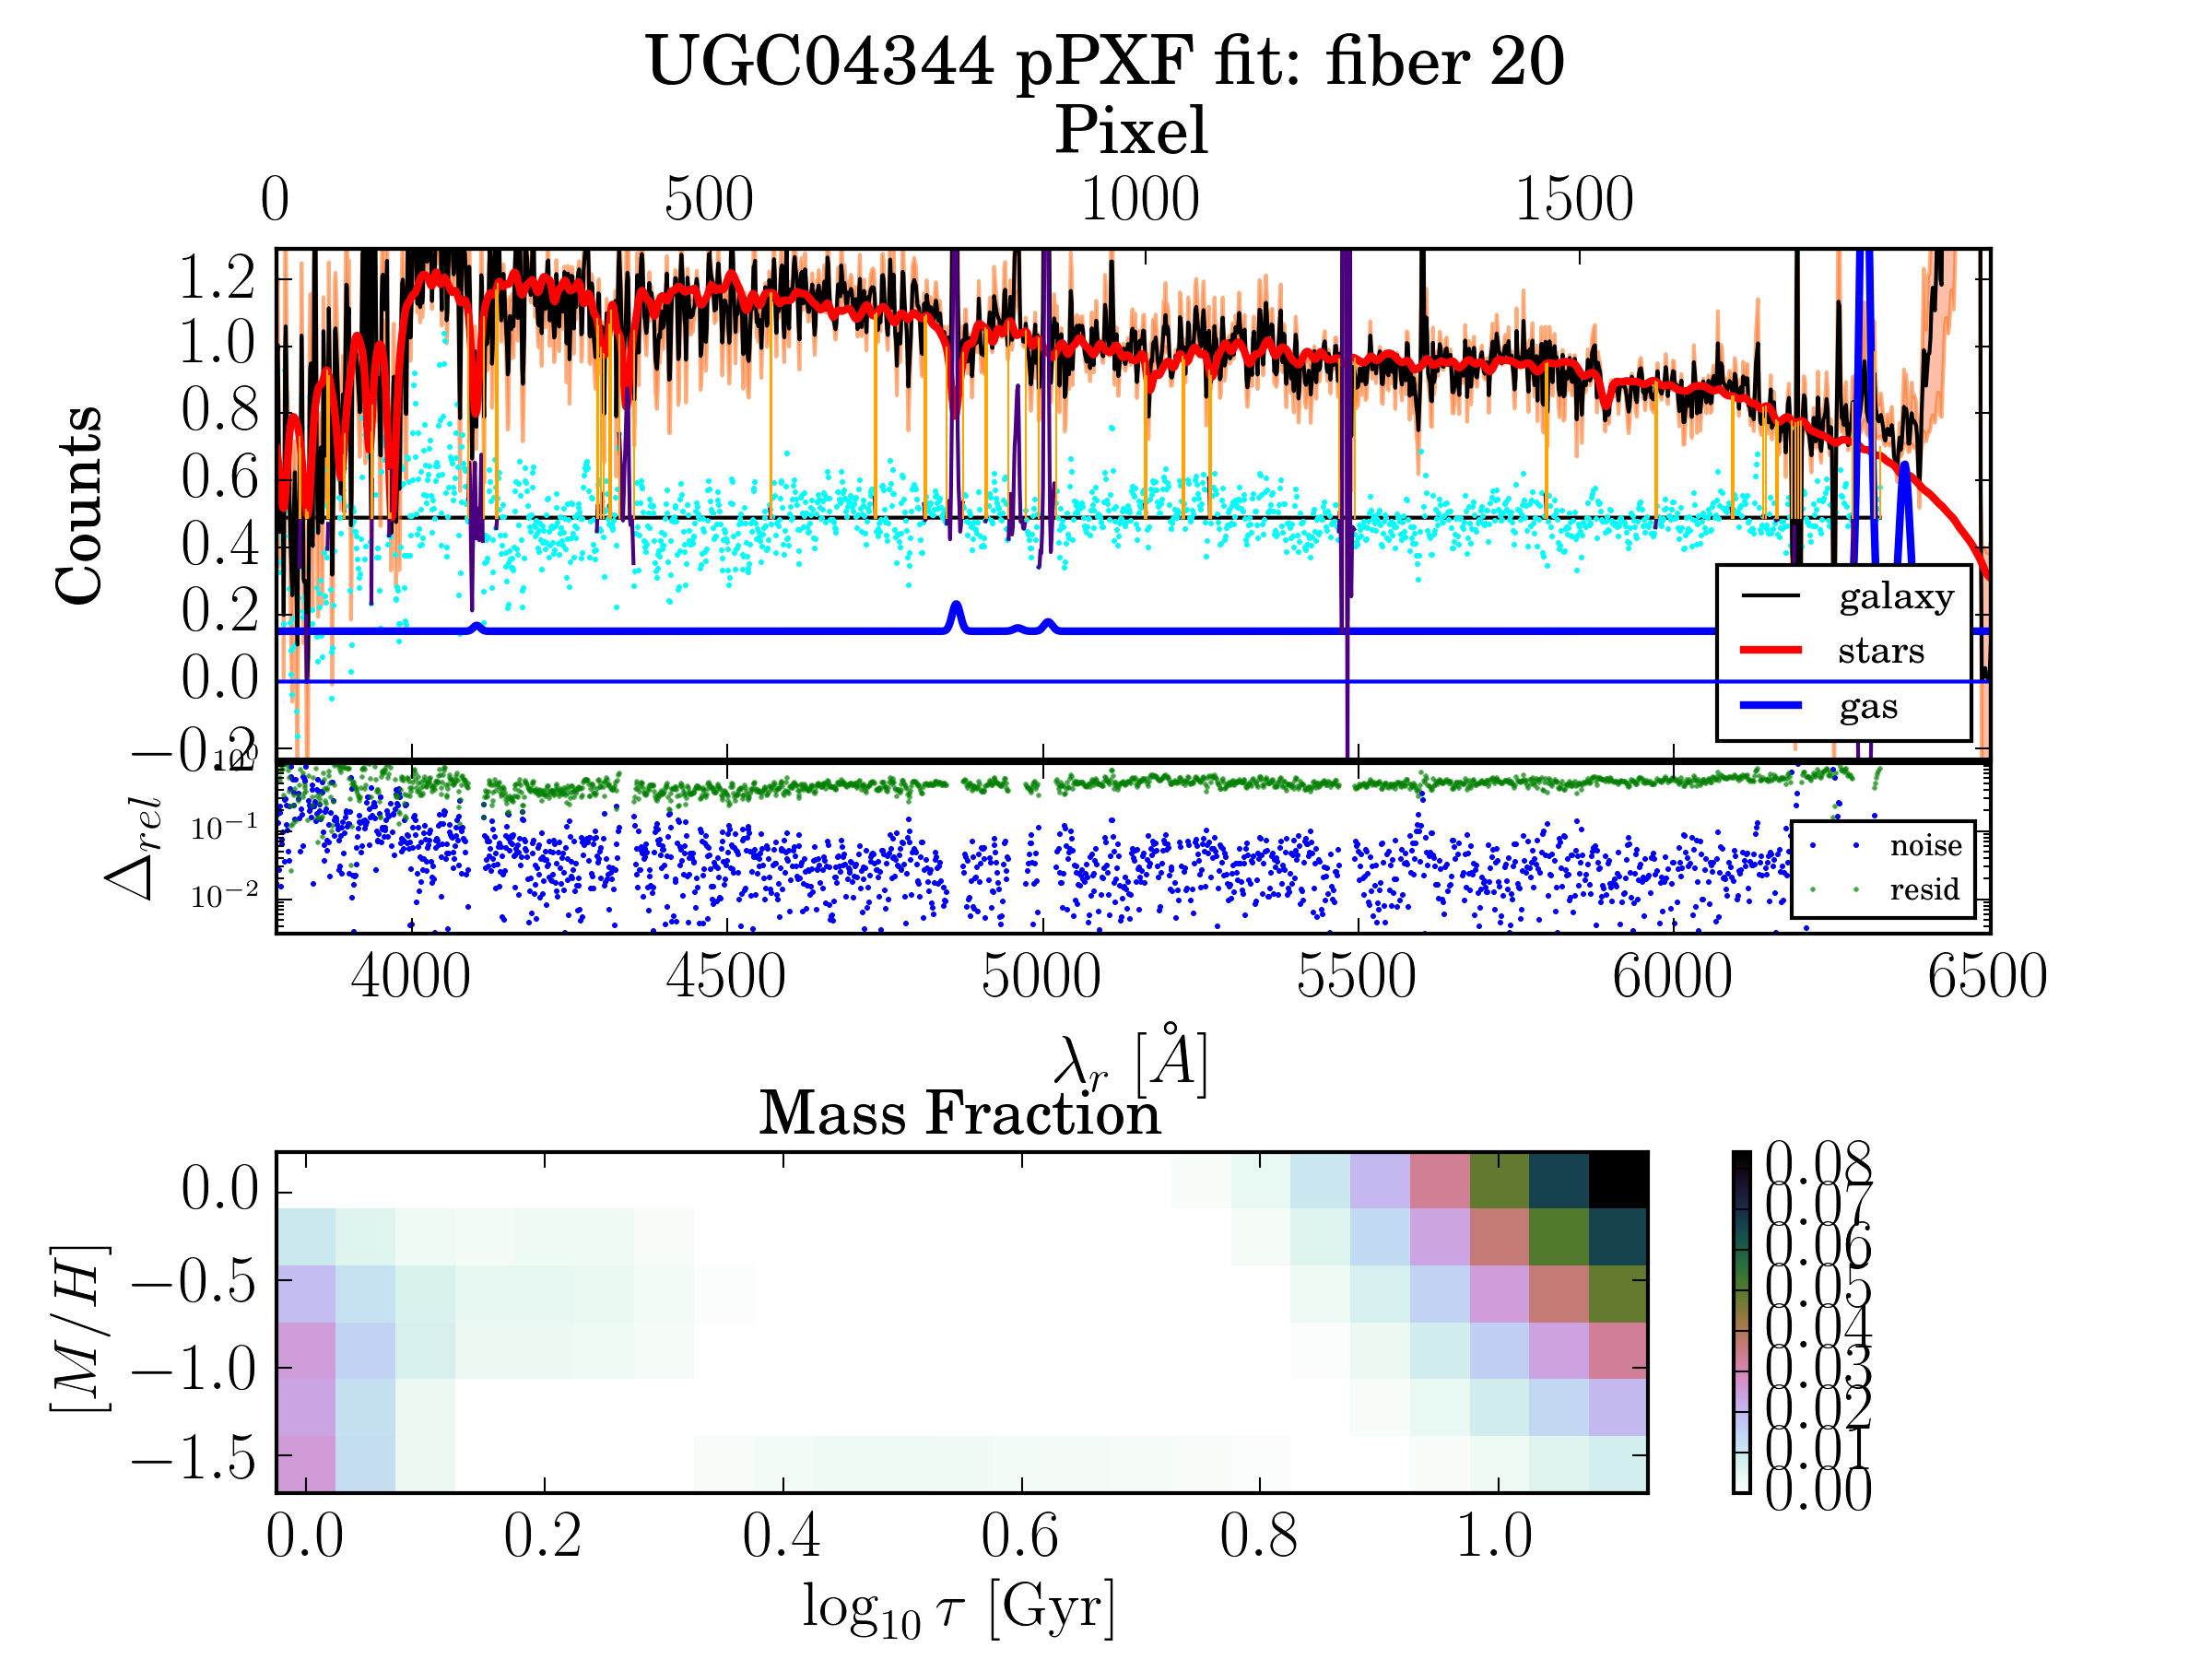 UGC04344 pPXF fit: fiber 20
Pixel
0 500 1000 1500
Counts
1.2
1.0
0.8
0.6
0.4
0.2
0.0
−0.2
galaxy
stars
gas
Δrel
10⁰
10⁻¹
10⁻²
noise
resid
4000 4500 5000 5500 6000 6500
λr [Å]
Mass Fraction
[M/H]
0.0
−0.5
−1.0
−1.5
0.0 0.2 0.4 0.6 0.8 1.0
log₁₀ τ [Gyr]
0.08
0.07
0.06
0.05
0.04
0.03
0.02
0.01
0.00